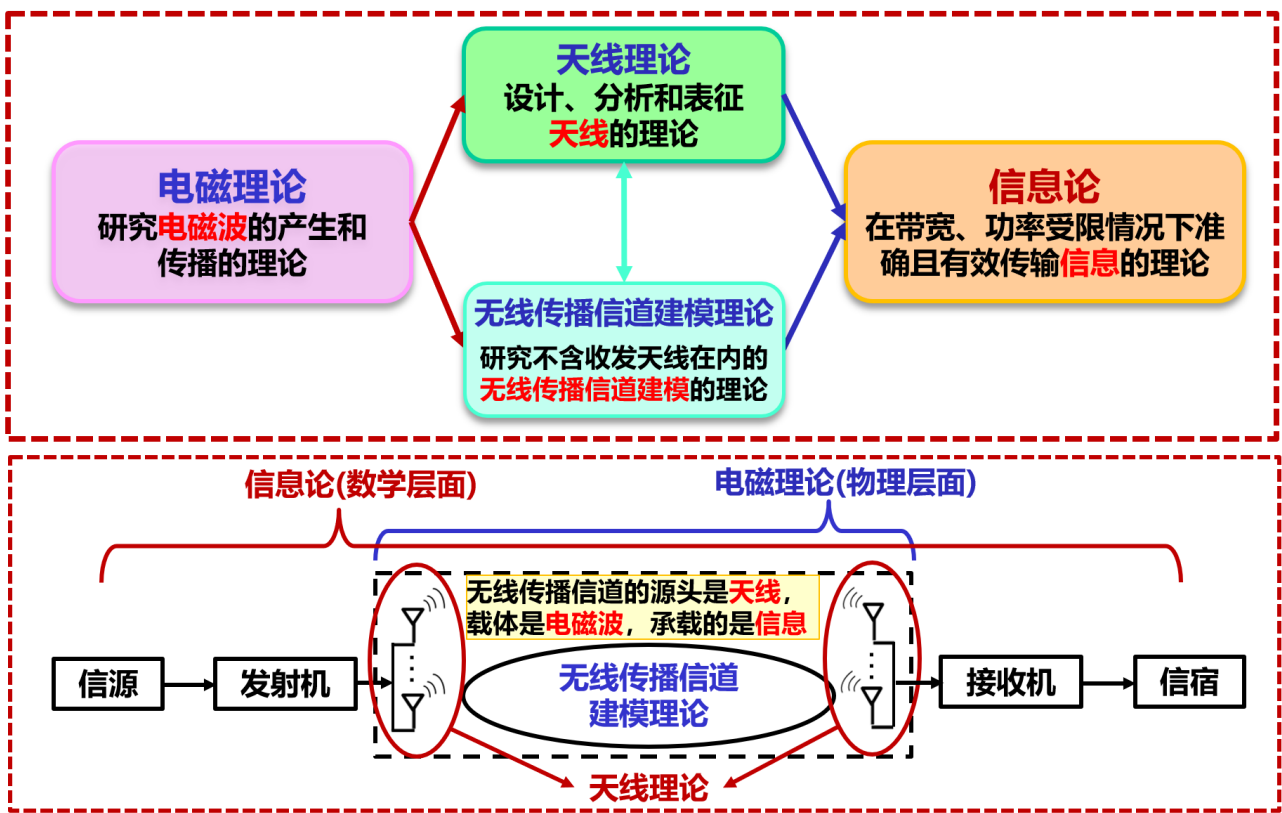 天线理论
设计、分析和表征
天线的理论
电磁理论
研究电磁波的产生和
传播的理论
信息论
在带宽、功率受限情况下准
确且有效传输信息的理论
无线传播信道建模理论
研究不含收发天线在内的
无线传播信道建模的理论
信息论(数学层面)
电磁理论(物理层面)
无线传播信道的源头是天线，
载体是电磁波，承载的是信息
信源
发射机
无线传播信道
建模理论
接收机
信宿
天线理论